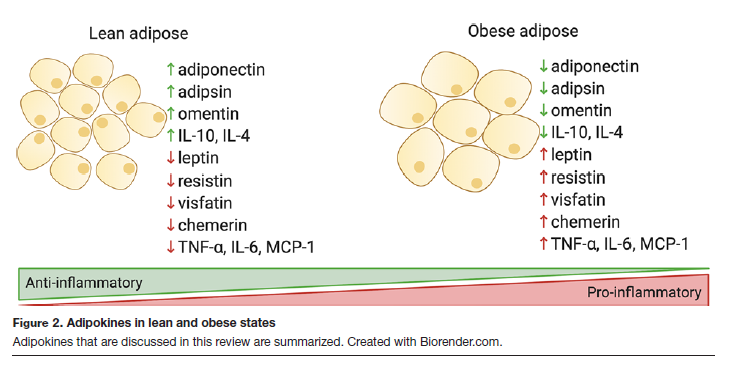 Lean adipose
↑ adiponectin
↑ adipsin
↑ omentin
↑ IL-10, IL-4
↓ leptin
↓ resistin
↓ visfatin
↓ chemerin
↓ TNF-α, IL-6, MCP-1
Obese adipose
↓ adiponectin
↓ adipsin
↓ omentin
↓ IL-10, IL-4
↑ leptin
↑ resistin
↑ visfatin
↑ chemerin
↑ TNF-α, IL-6, MCP-1
Anti-inflammatory
Pro-inflammatory
Figure 2. Adipokines in lean and obese states
Adipokines that are discussed in this review are summarized. Created with Biorender.com.